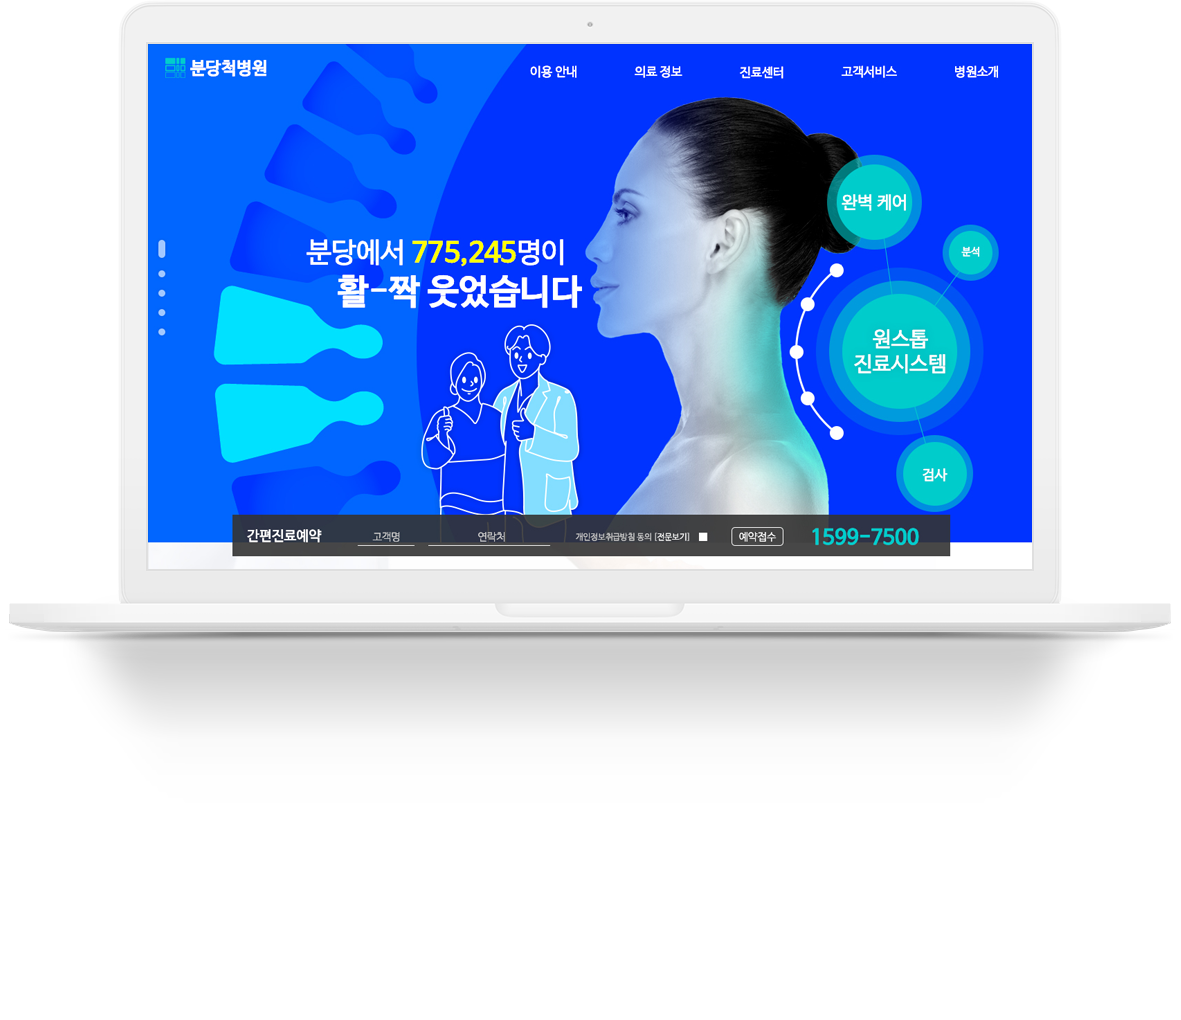 분당척병원
이용 안내
의료 정보
진료센터
고객서비스
병원소개
분당에서 775,245명이
활-짝 웃었습니다
완벽 케어
분석
원스톱
진료시스템
검사
간편진료예약
고객명
연락처
개인정보취급방침 동의 [전문보기]
예약접수
1599-7500